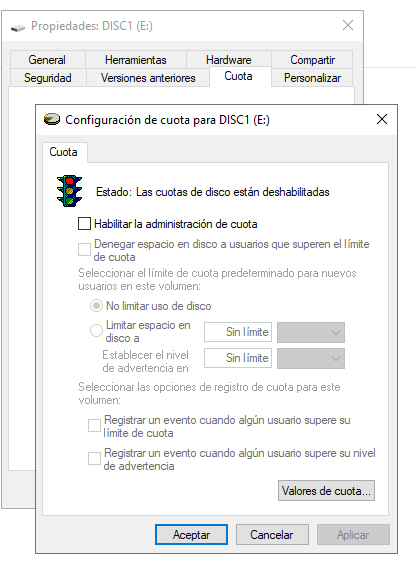 Propiedades: DISC1 (E:)
General
Herramientas
Hardware
Compartir
Seguridad
Versiones anteriores
Cuota
Personalizar
Configuración de cuota para DISC1 (E:)
Cuota
Estado: Las cuotas de disco están deshabilitadas
Habilitar la administración de cuota
Denegar espacio en disco a usuarios que superen el límite
de cuota
Seleccionar el límite de cuota predeterminado para nuevos
usuarios en este volumen:
No limitar uso de disco
Limitar espacio en
disco a
Sin límite
Establecer el nivel
de advertencia en
Sin límite
Seleccionar las opciones de registro de cuota para este
volumen:
Registrar un evento cuando algún usuario supere su
límite de cuota
Registrar un evento cuando algún usuario supere su nivel
de advertencia
Valores de cuota...
Aceptar
Cancelar
Aplicar